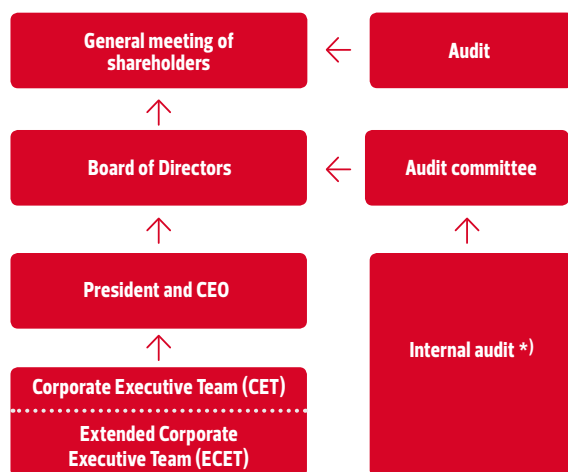 General meeting of
shareholders
Audit
Board of Directors
Audit committee
President and CEO
Internal audit *)
Corporate Executive Team (CET)
Extended Corporate
Executive Team (ECET)